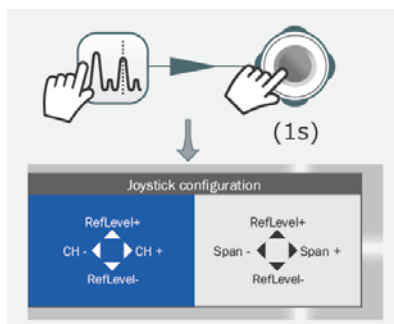 (1s)
Joystick configuration
RefLevel+
CH - CH +
RefLevel-
RefLevel+
Span - Span +
RefLevel-